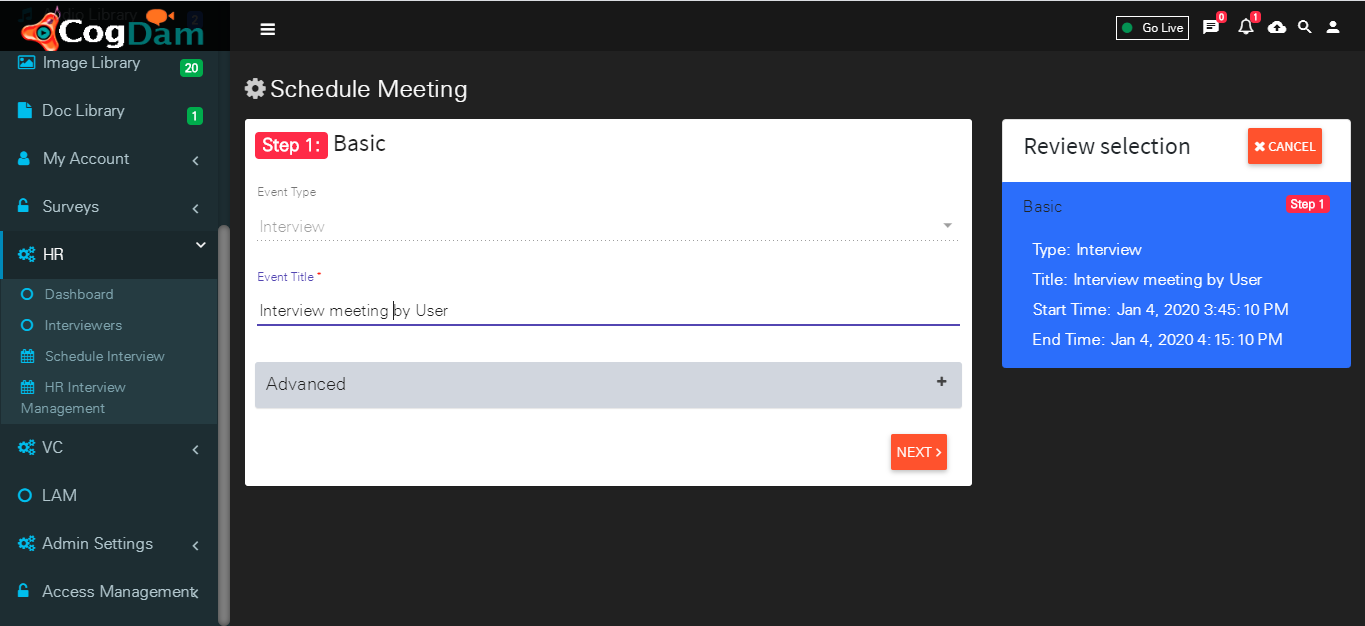 Audio Library
2
CogDam
Go Live
0
1
Image Library
20
Doc Library
1
My Account
Surveys
HR
Dashboard
Interviewers
Schedule Interview
HR Interview
Management
VC
LAM
Admin Settings
Access Management
Schedule Meeting
Step 1: Basic
Event Type
Interview
Event Title *
Interview meeting by User
Advanced
+
NEXT
Review selection
CANCEL
Basic
Step 1
Type: Interview
Title: Interview meeting by User
Start Time: Jan 4, 2020 3:45:10 PM
End Time: Jan 4, 2020 4:15:10 PM